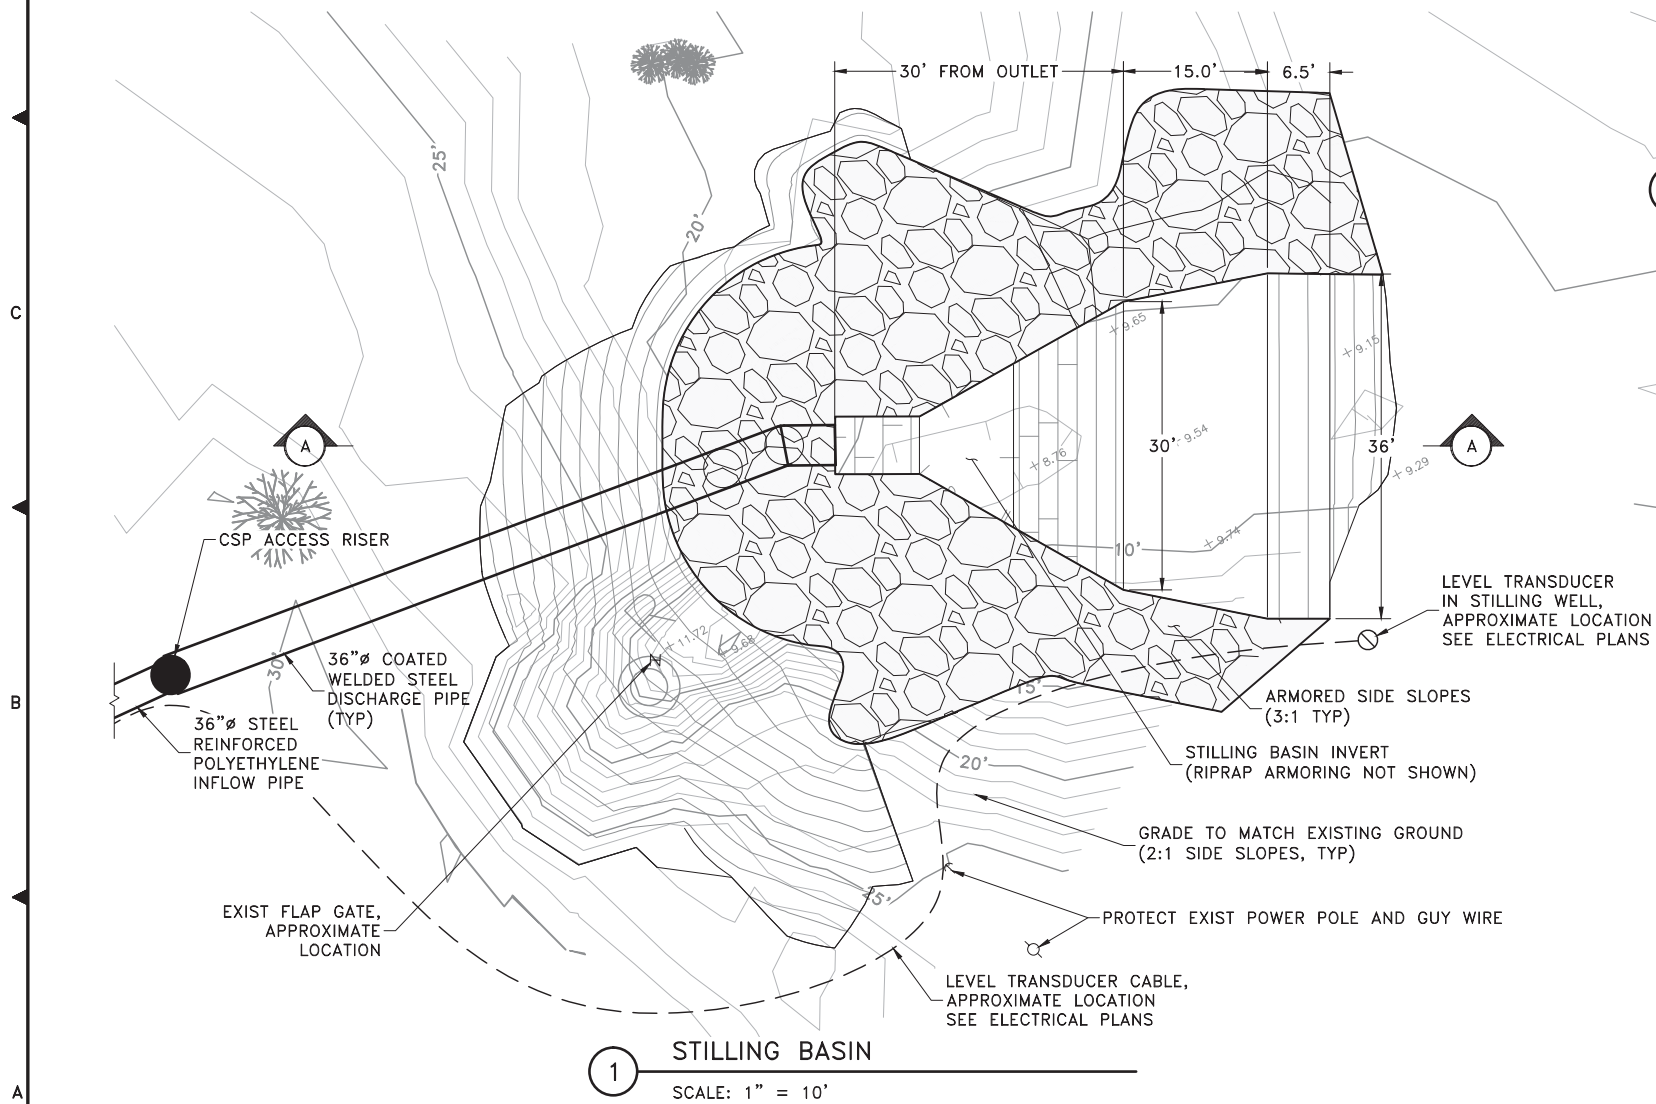 30' FROM OUTLET
15.0'
6.5'
25'
20'
C
9.65
9.15
A
30'
9.54
36'
A
8.76
9.29
9.74
10'
CSP ACCESS RISER
LEVEL TRANSDUCER
IN STILLING WELL,
APPROXIMATE LOCATION
SEE ELECTRICAL PLANS
11.72
9.68
30'
36"ø COATED
WELDED STEEL
DISCHARGE PIPE
(TYP)
15'
ARMORED SIDE SLOPES
(3:1 TYP)
B
36"ø STEEL
REINFORCED
POLYETHYLENE
INFLOW PIPE
STILLING BASIN INVERT
(RIPRAP ARMORING NOT SHOWN)
20'
GRADE TO MATCH EXISTING GROUND
(2:1 SIDE SLOPES, TYP)
25'
EXIST FLAP GATE,
APPROXIMATE
LOCATION
PROTECT EXIST POWER POLE AND GUY WIRE
LEVEL TRANSDUCER CABLE,
APPROXIMATE LOCATION
SEE ELECTRICAL PLANS
1
STILLING BASIN
SCALE: 1" = 10'
A